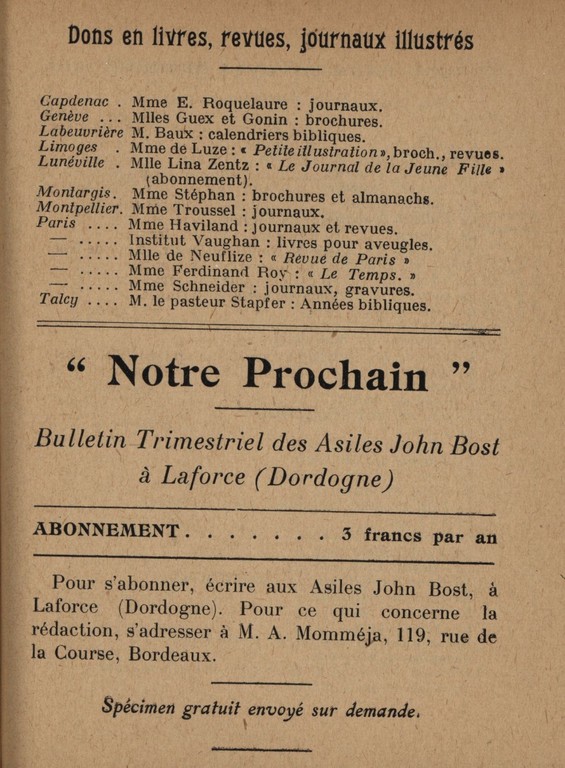 Dons en livres, revues, journaux illustrés
Capdenac . Mme E. Roquelaure : journaux.
Genève ... Mlles Guex et Gonin : brochures.
Labeuvrière M. Baux : calendriers bibliques.
Limoges . Mme de Luze : « Petite illustration », broch., revues.
Lunéville . Mlle Lina Zentz : « Le Journal de la Jeune Fille »
(abonnement).
Montargis. Mme Stéphan : brochures et almanachs.
Montpellier. Mme Troussel : journaux.
Paris .... Mme Haviland : journaux et revues.
— ..... Institut Vaughan : livres pour aveugles.
— ..... Mlle de Neuflize : « Revue de Paris »
— ..... Mme Ferdinand Roy : « Le Temps. »
— ..... Mme Schneider : journaux, gravures.
Talcy .... M. le pasteur Stapfer : Années bibliques.
“ Notre Prochain ”
Bulletin Trimestriel des Asiles John Bost
à Laforce (Dordogne)
ABONNEMENT . . . . . . . 3 francs par an
Pour s'abonner, écrire aux Asiles John Bost, à
Laforce (Dordogne). Pour ce qui concerne la
rédaction, s'adresser à M. A. Momméja, 119, rue de
la Course, Bordeaux.
Spécimen gratuit envoyé sur demande.